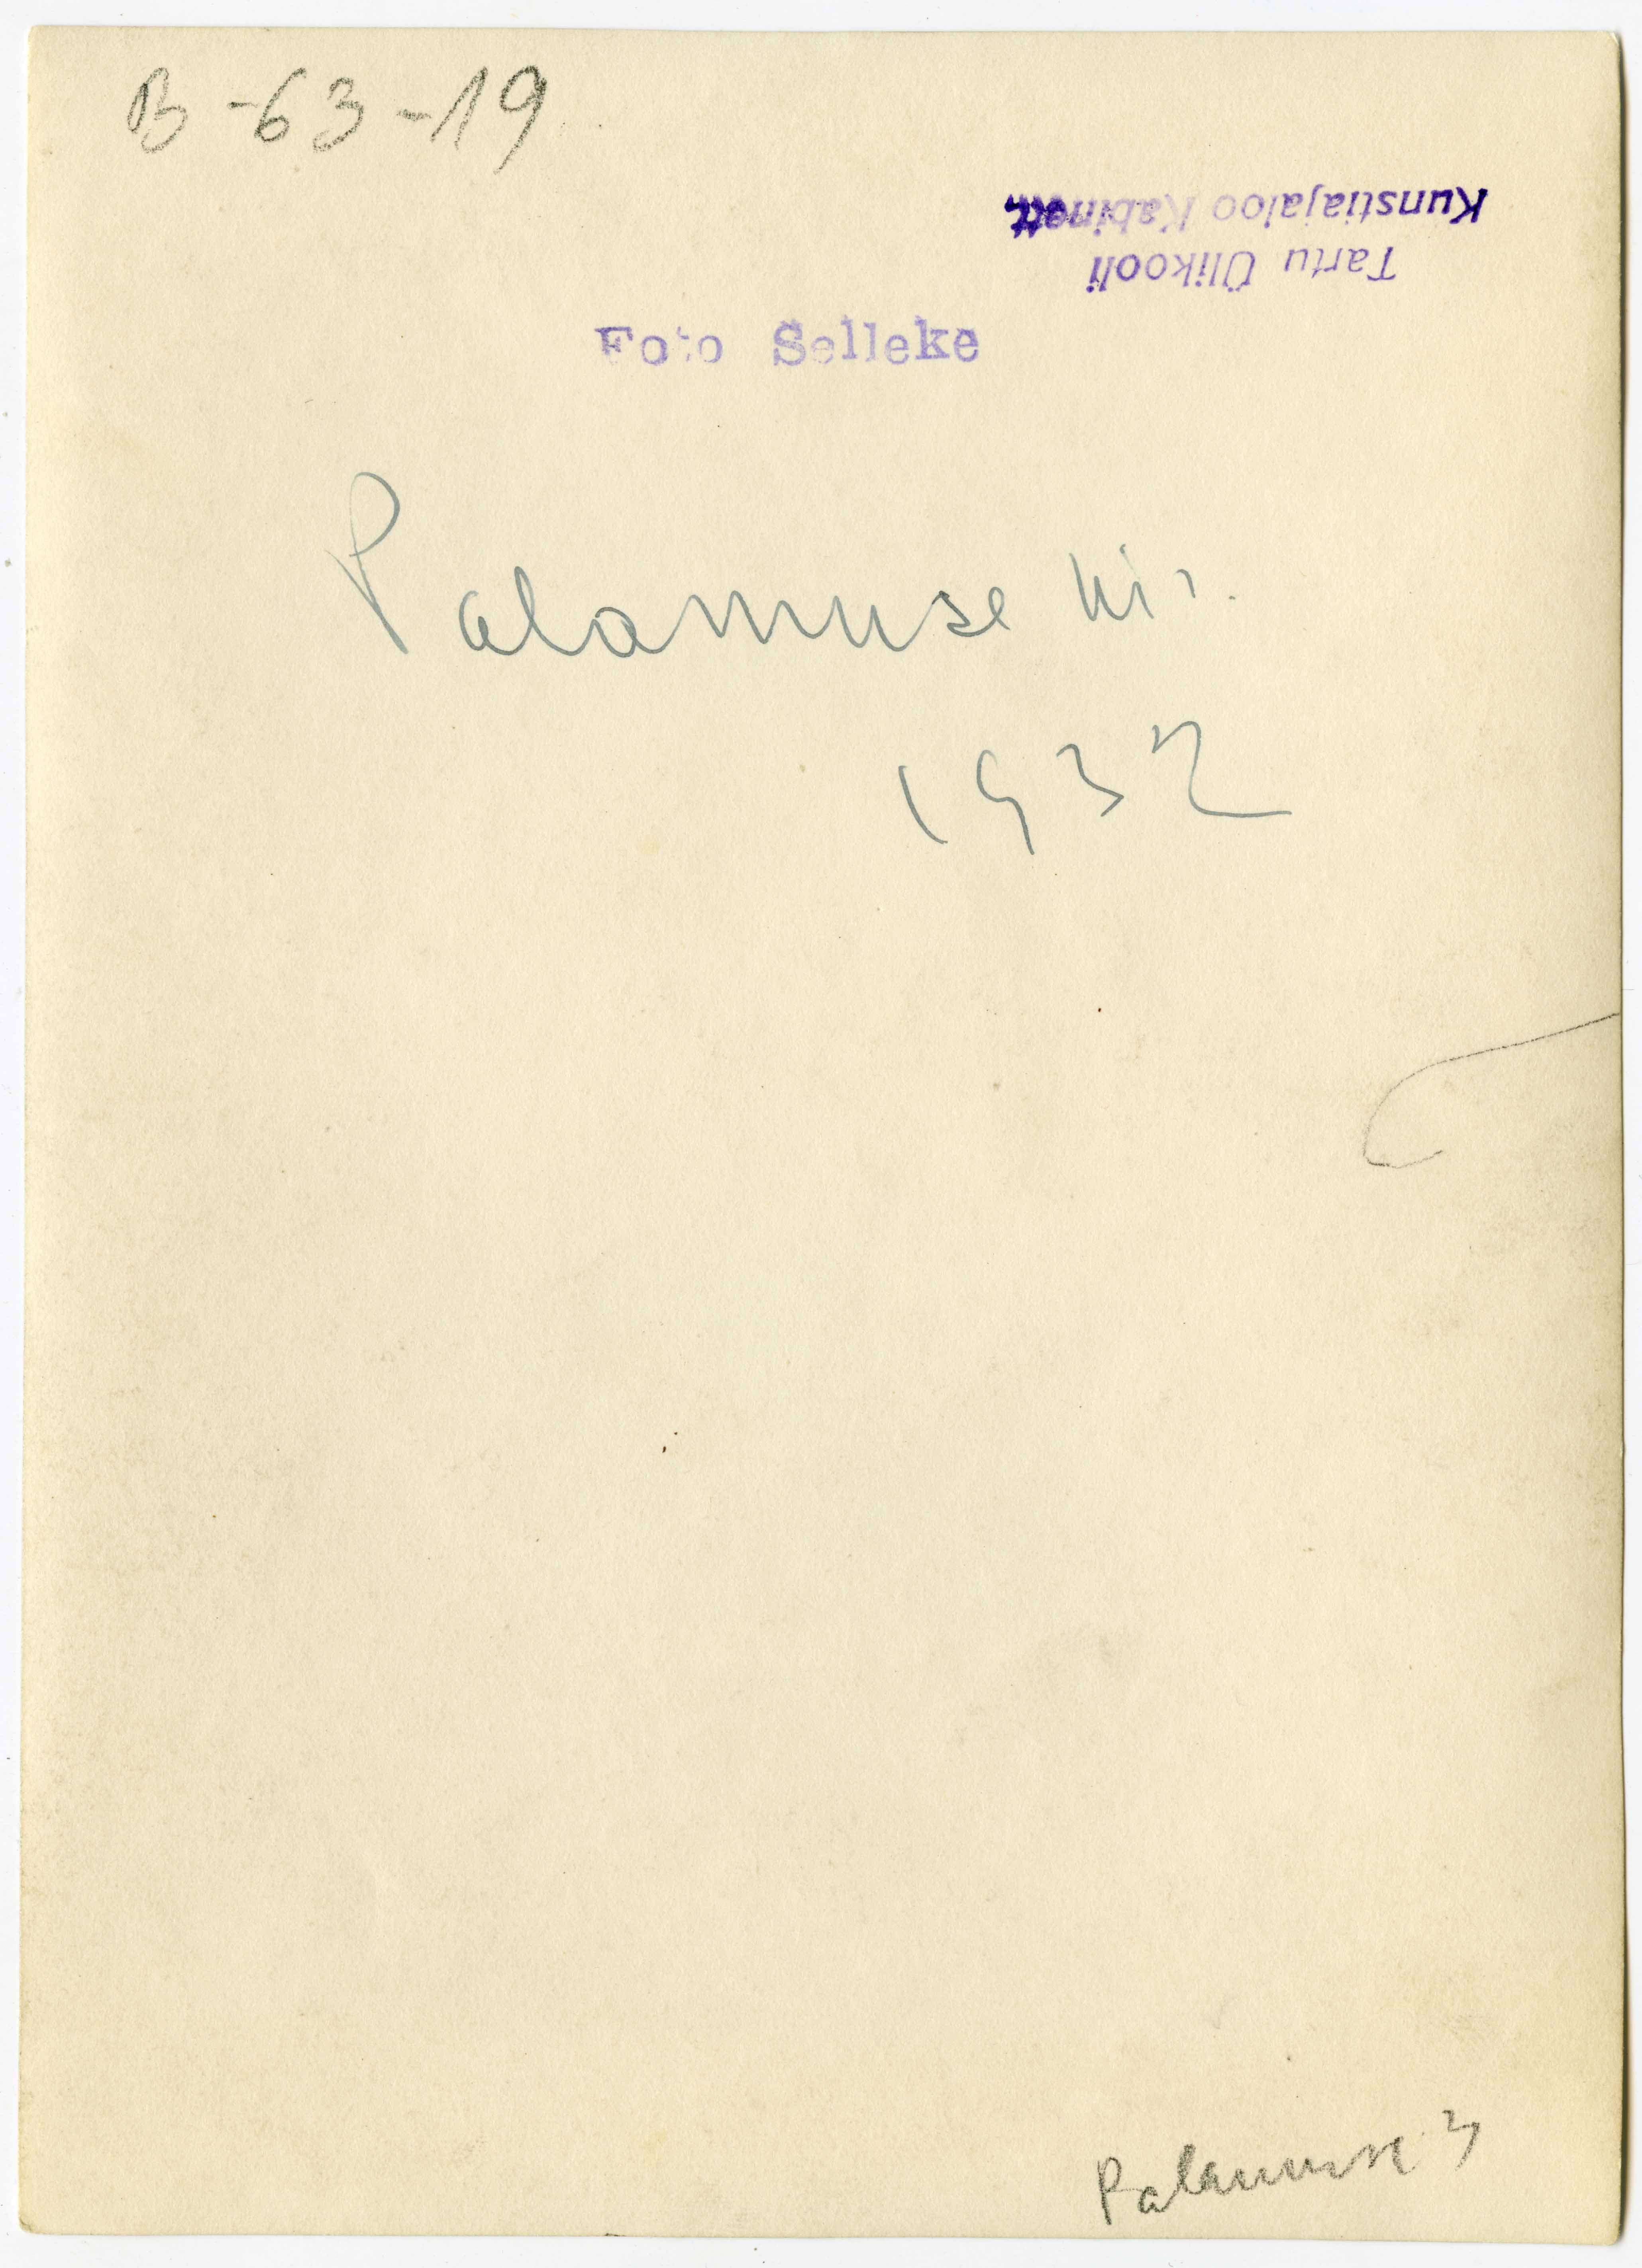 B-63-19
Tartu Ülikooli
Kunstiajaloo Kabinett.
Foto Selleke
Palamuse kir.
1932
Palamuse 3